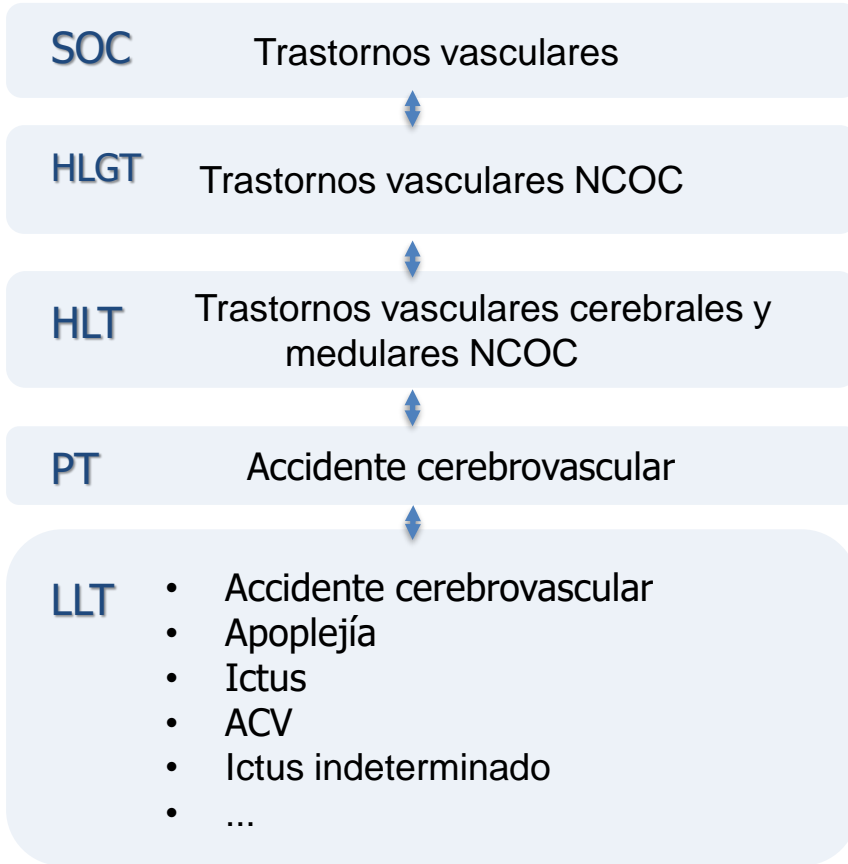 SOC Trastornos vasculares
HLGT Trastornos vasculares NCOC
HLT Trastornos vasculares cerebrales y
medulares NCOC
PT Accidente cerebrovascular
LLT • Accidente cerebrovascular
• Apoplejía
• Ictus
• ACV
• Ictus indeterminado
• ...